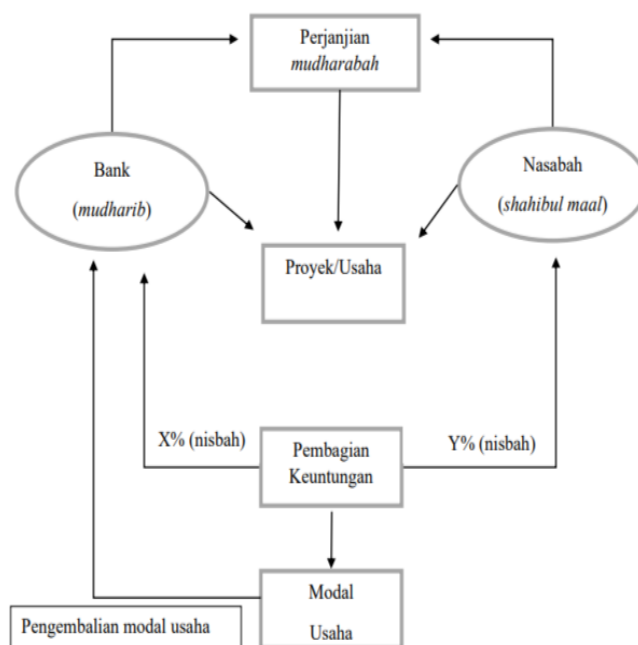 Perjanjian
mudharabah
Bank
(mudharib)
Nasabah
(shahibul maal)
Proyek/Usaha
X% (nisbah)
Pembagian
Keuntungan
Y% (nisbah)
Modal
Usaha
Pengembalian modal usaha